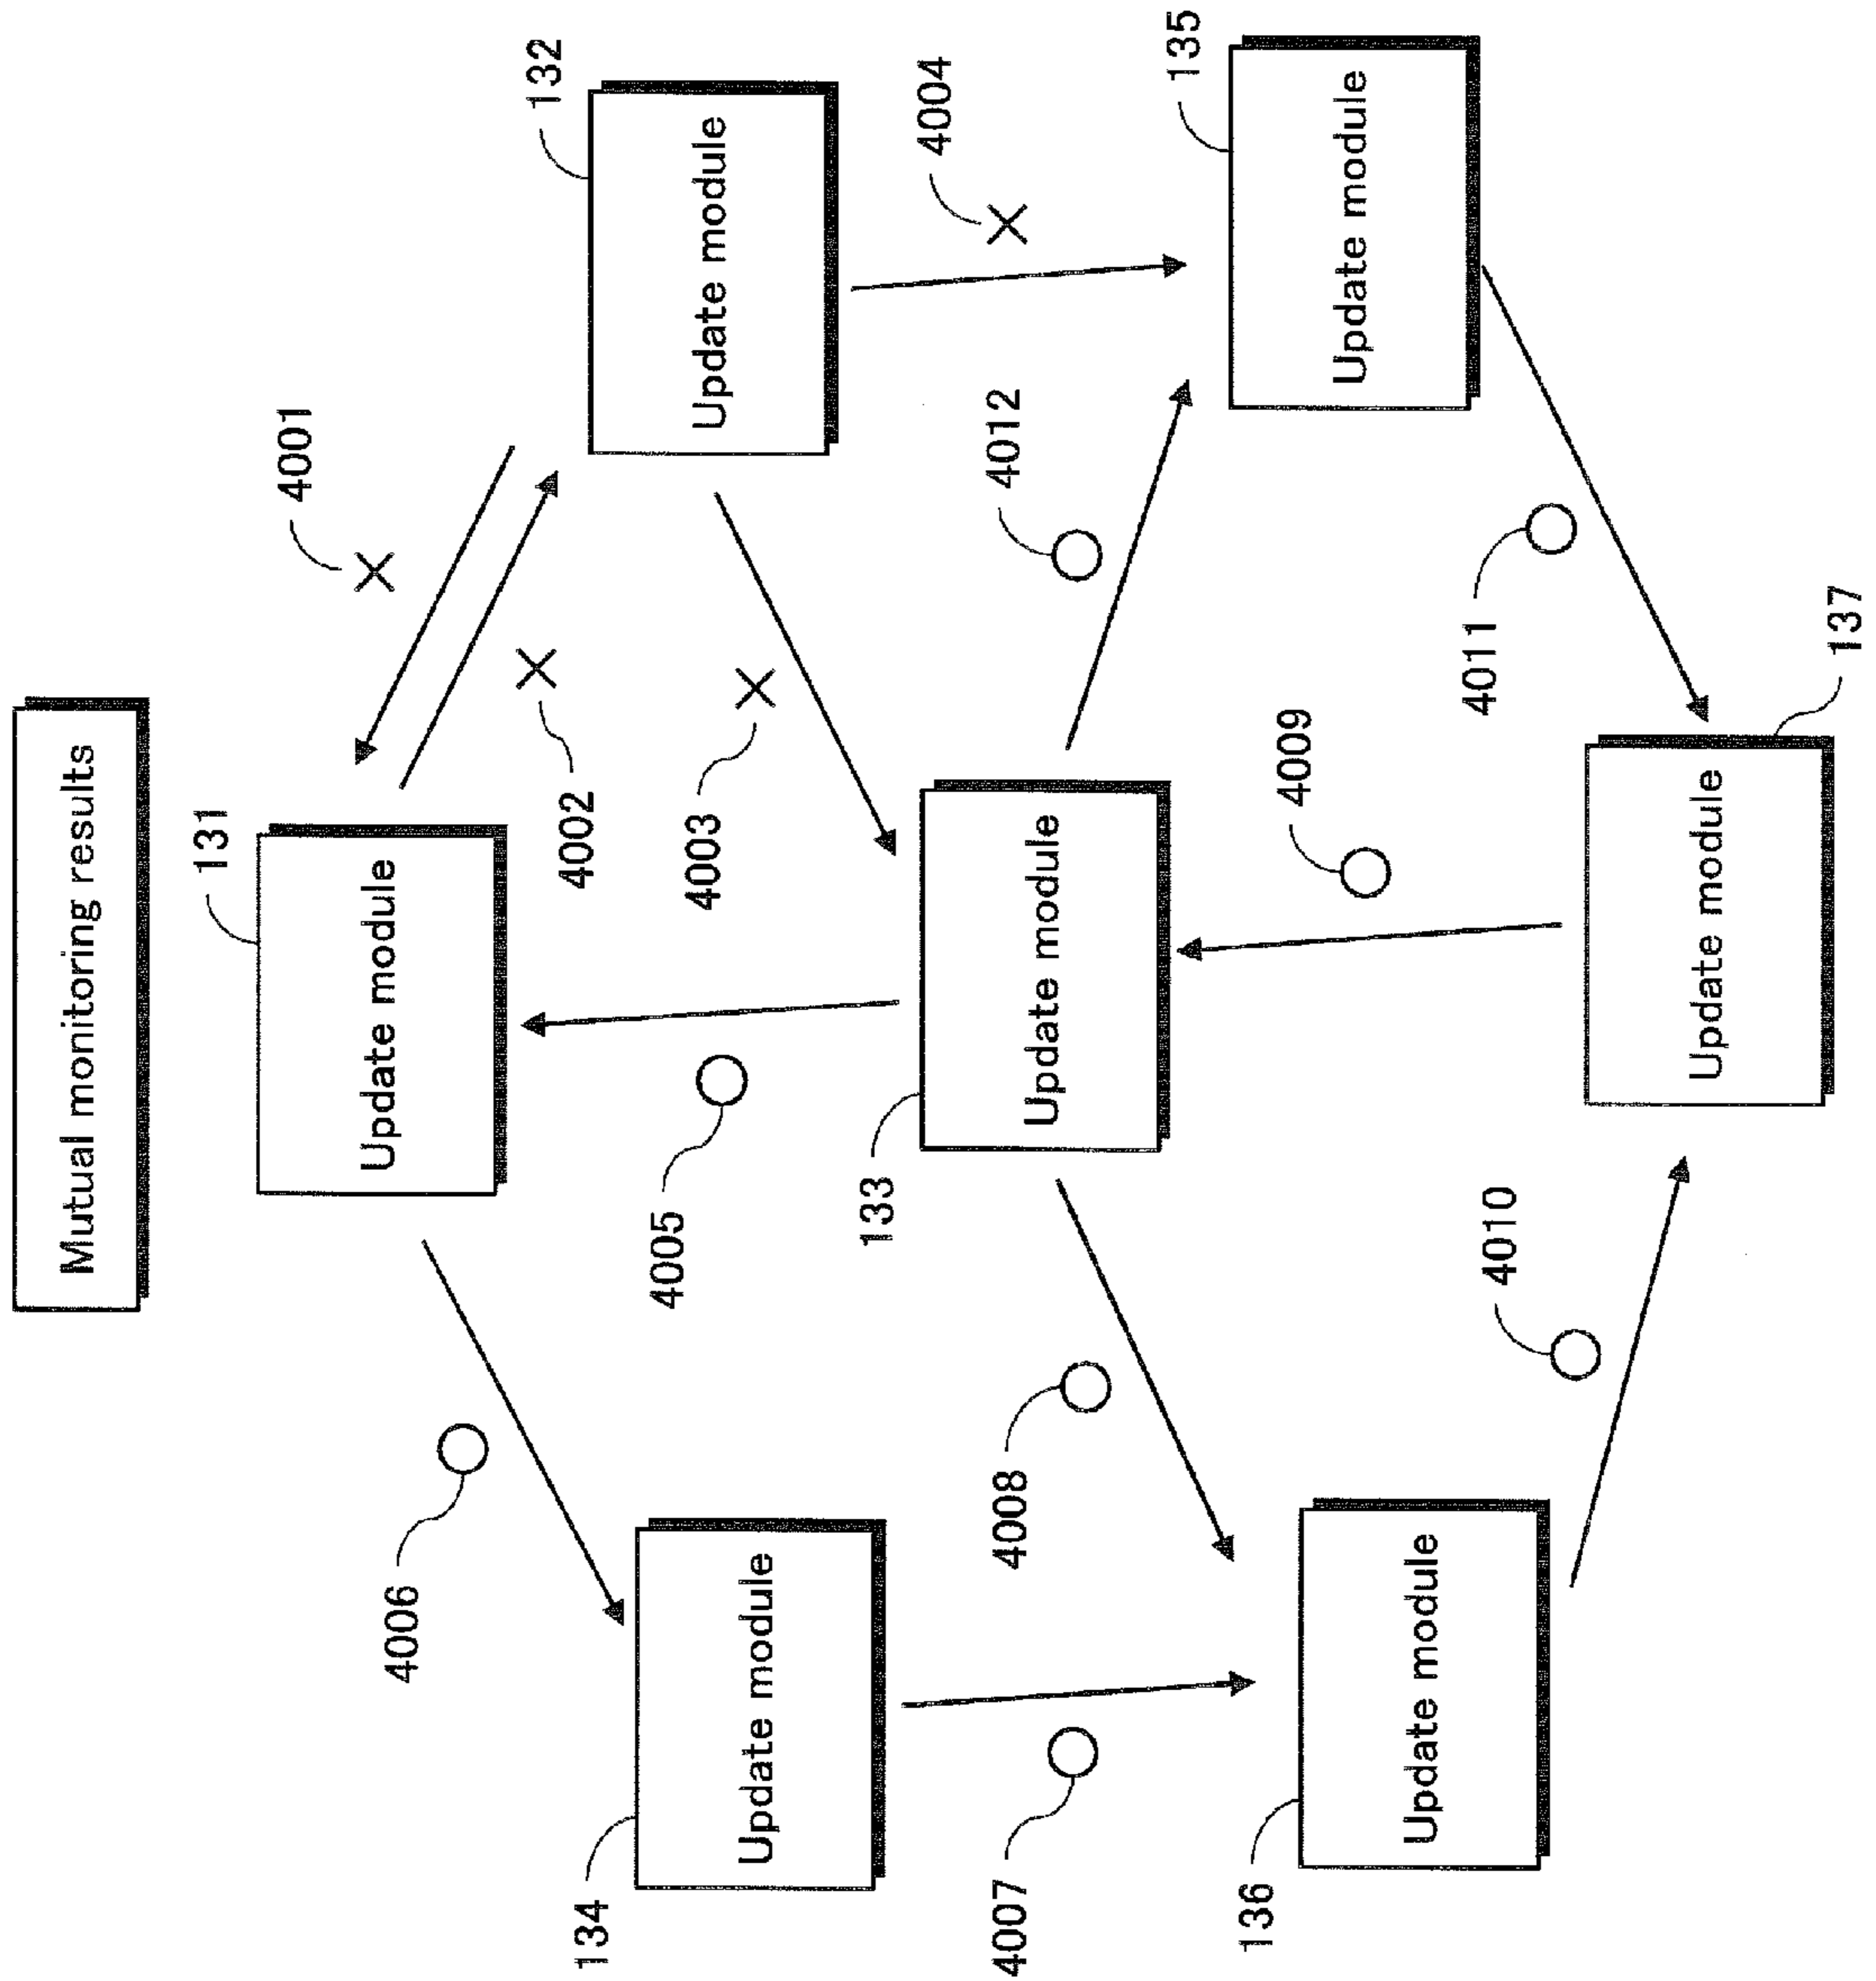 Mutual monitoring results
131
Update module
4001
4002
132
Update module
4006
4005
4003
4004
134
Update module
133
Update module
4012
135
Update module
4007
4008
4009
4011
136
Update module
4010
137
Update module